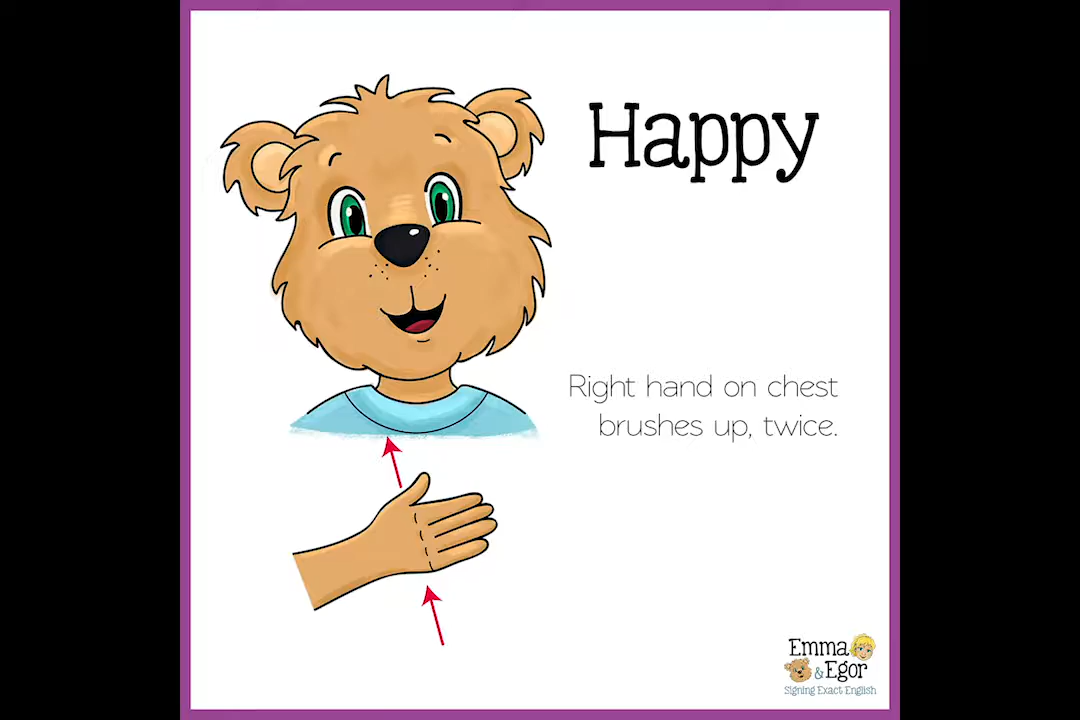 Happy
Right hand on chest
brushes up, twice.
Emma
& Egor
Signing Exact English